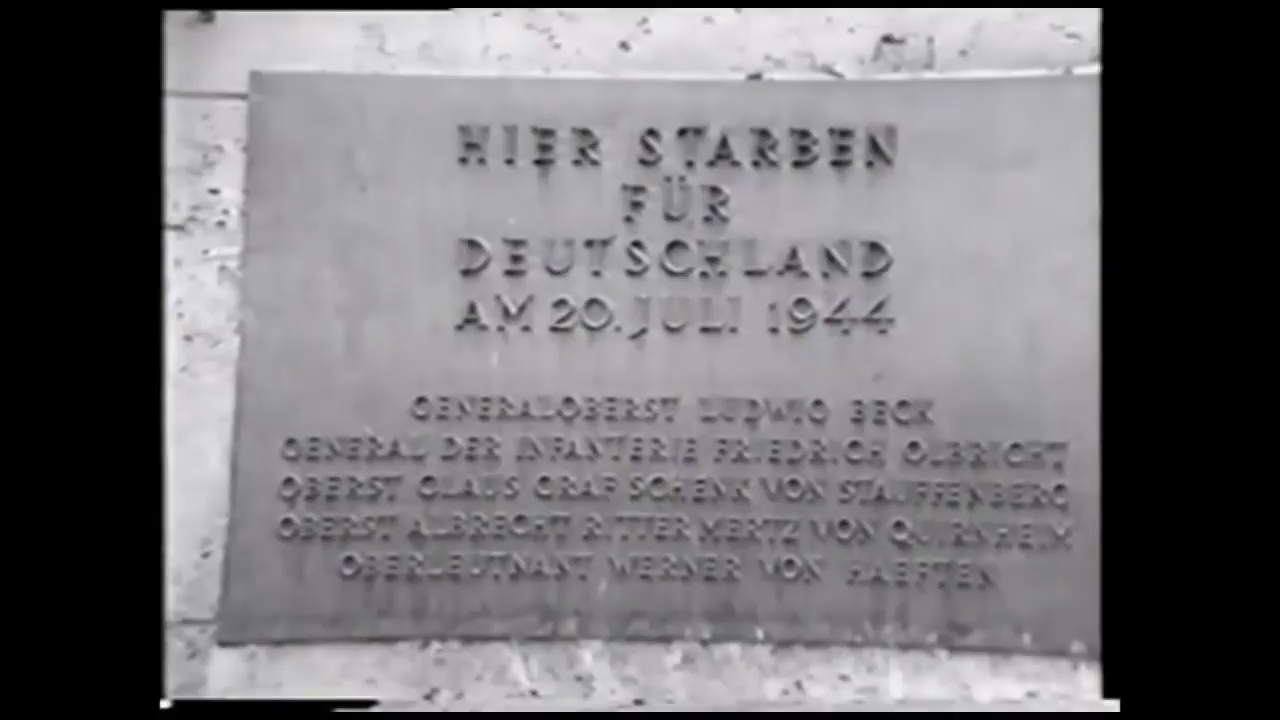 HIER STARBEN
FÜR
DEUTSCHLAND
AM 20. JULI 1944
GENERALOBERST LUDWIG BECK
GENERAL DER INFANTERIE FRIEDRICH OLBRICHT
OBERST CLAUS GRAF SCHENK VON STAUFFENBERG
OBERST ALBRECHT RITTER MERTZ VON QUIRNHEIM
OBERLEUTNANT WERNER VON HAEFTEN